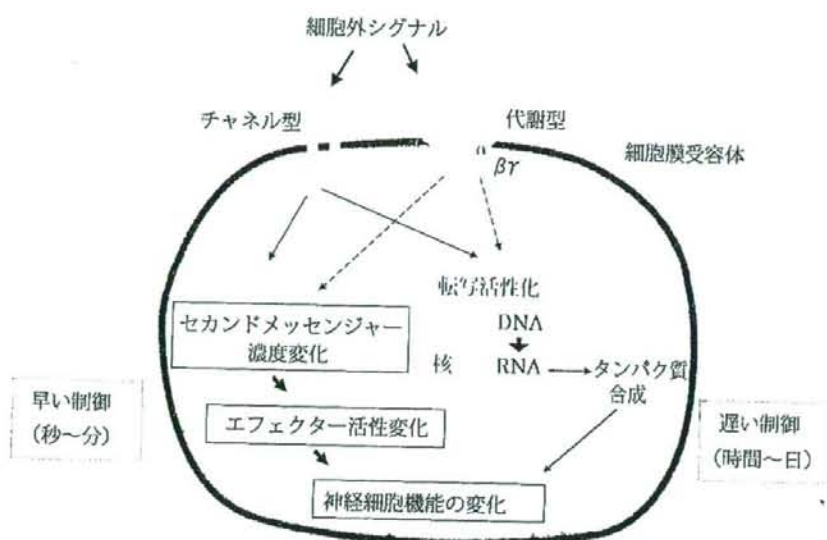 細胞外シグナル
チャネル型
代謝型
細胞膜受容体
α
βγ
転写活性化
DNA
セカンドメッセンジャー
濃度変化
核
RNA
タンパク質
合成
早い制御
(秒～分)
エフェクター活性変化
遅い制御
(時間～日)
神経細胞機能の変化